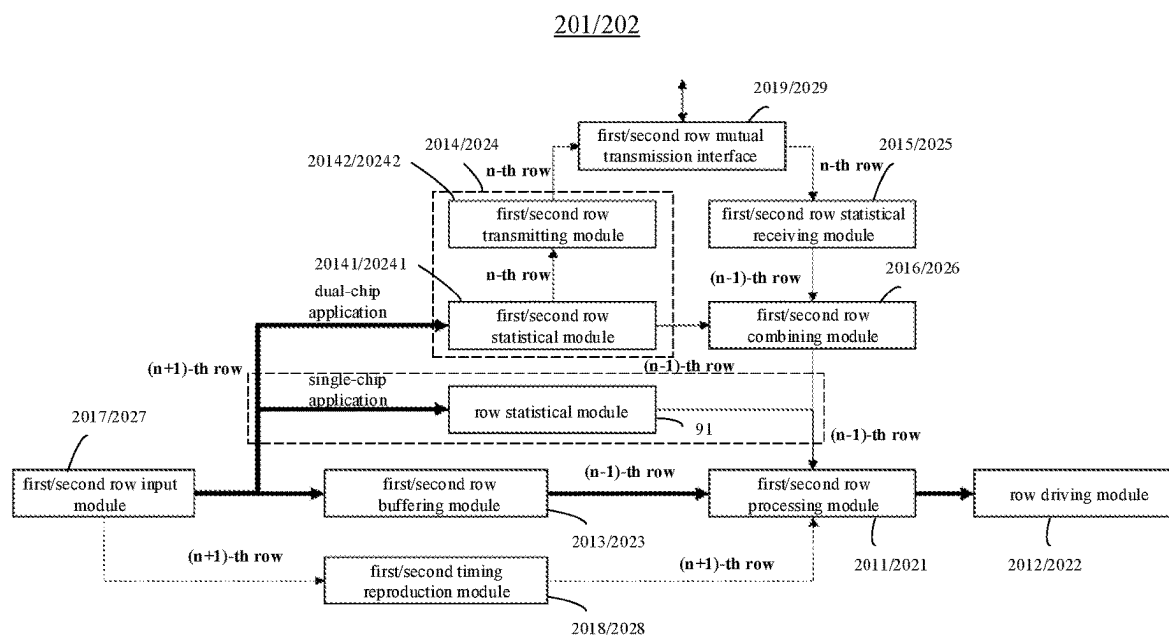 201/202
2019/2029
first/second row mutual
transmission interface
2014/2024
20142/20242
2015/2025
n-th row
n-th row
first/second row
transmitting module
first/second row statistical
receiving module
20141/20241
n-th row
(n-1)-th row
2016/2026
dual-chip
application
first/second row
statistical module
first/second row
combining module
(n+1)-th row
(n-1)-th row
single-chip
application
row statistical module
91
2017/2027
(n-1)-th row
first/second row input
module
first/second row
buffering module
(n-1)-th row
first/second row
processing module
row driving module
2013/2023
2011/2021
2012/2022
(n+1)-th row
first/second timing
reproduction module
(n+1)-th row
2018/2028